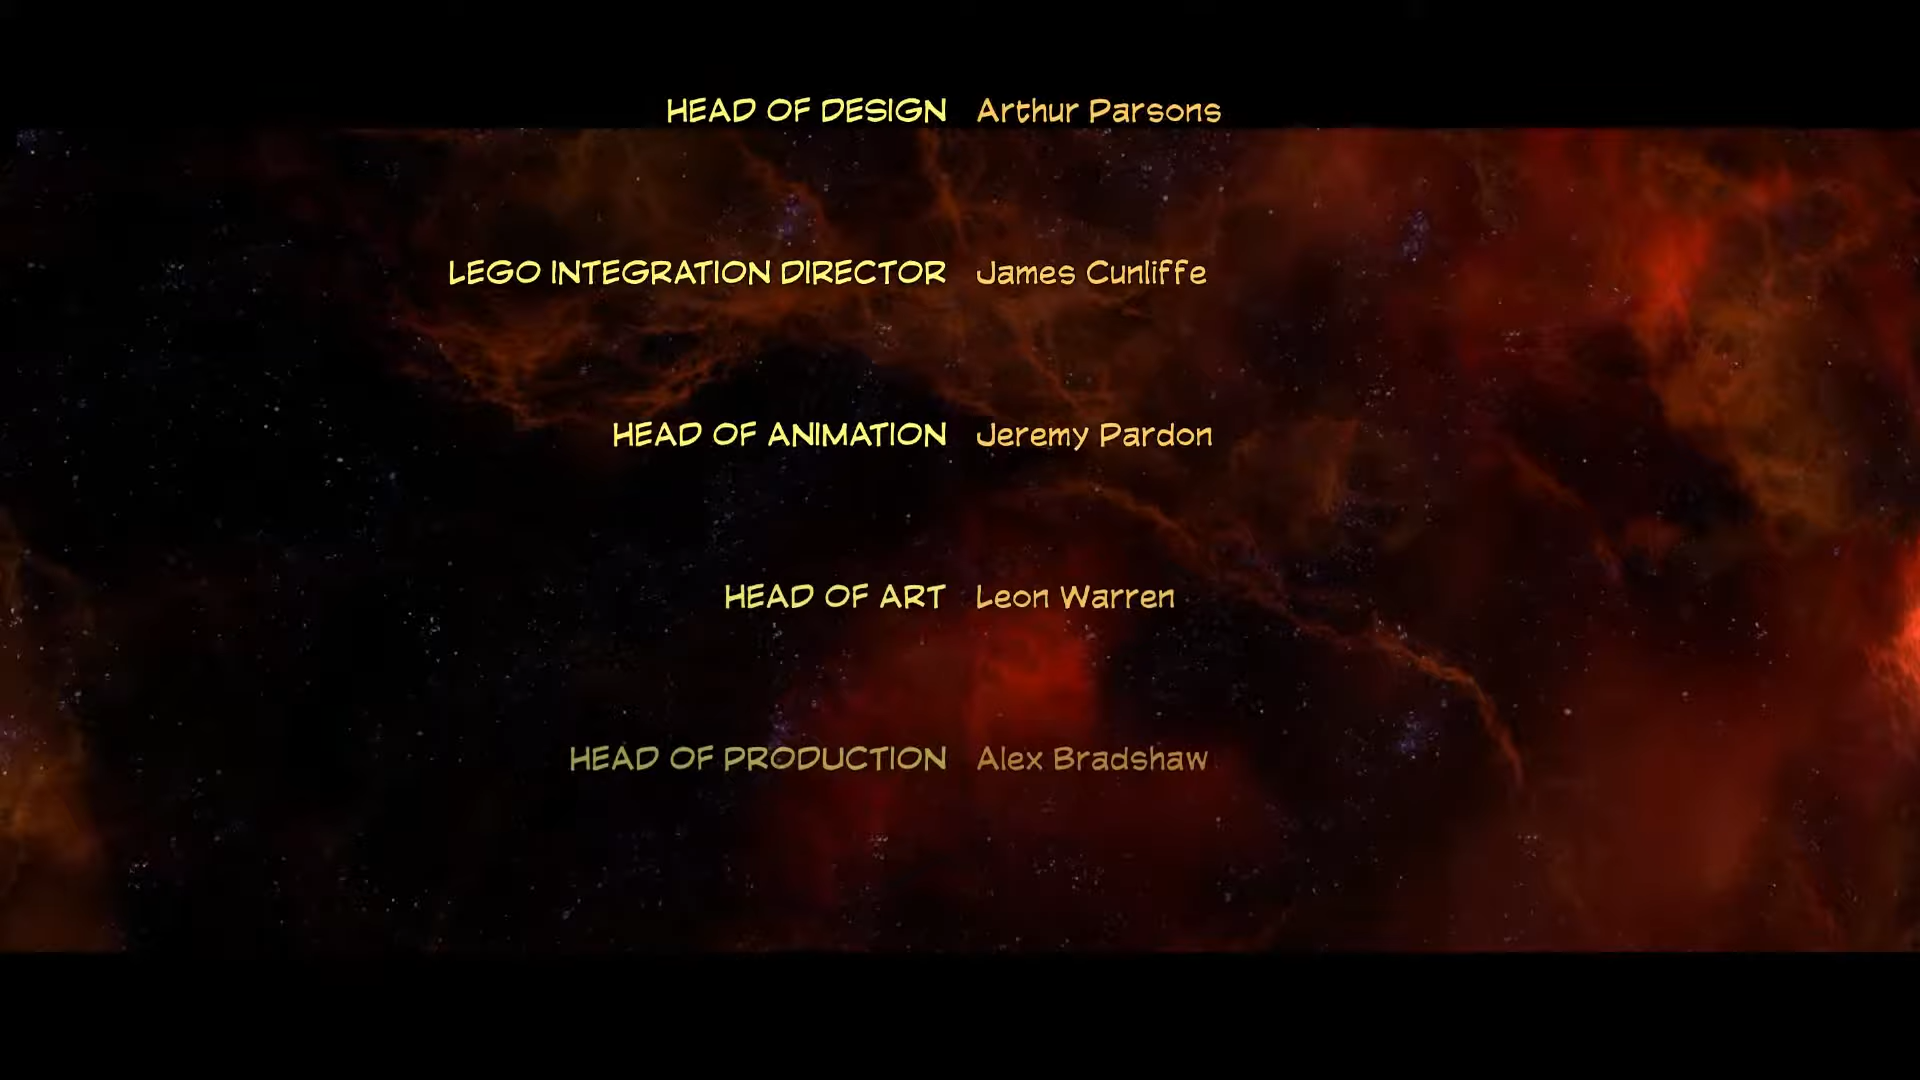 HEAD OF DESIGN Arthur Parsons
LEGO INTEGRATION DIRECTOR James Cunliffe
HEAD OF ANIMATION Jeremy Pardon
HEAD OF ART Leon Warren
HEAD OF PRODUCTION Alex Bradshaw